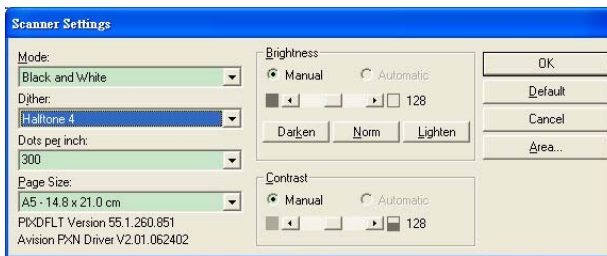 Scanner Settings
Mode:
Black and White
Dither:
Halftone 4
Dots per inch:
300
Page Size:
A5 - 14.8 x 21.0 cm
PIXDFLT Version 55.1.260.851
Avision PXN Driver V2.01.062402
Brightness
Manual Automatic
128
Darken Norm Lighten
Contrast
Manual Automatic
128
OK
Default
Cancel
Area...